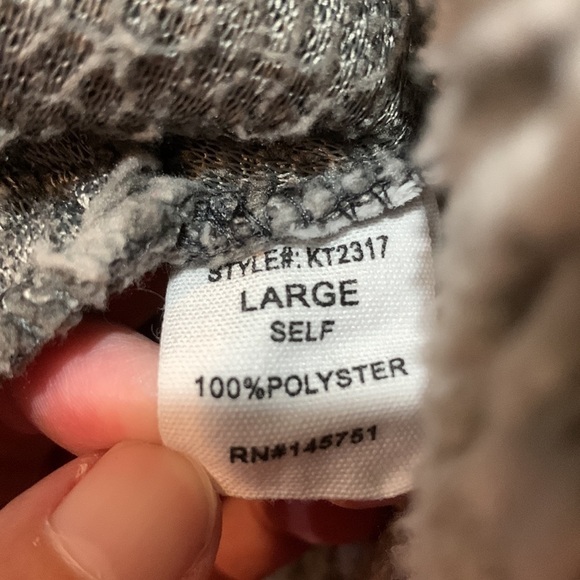 STYLE#: KT2317
LARGE
SELF
100%POLYSTER
RN#145751